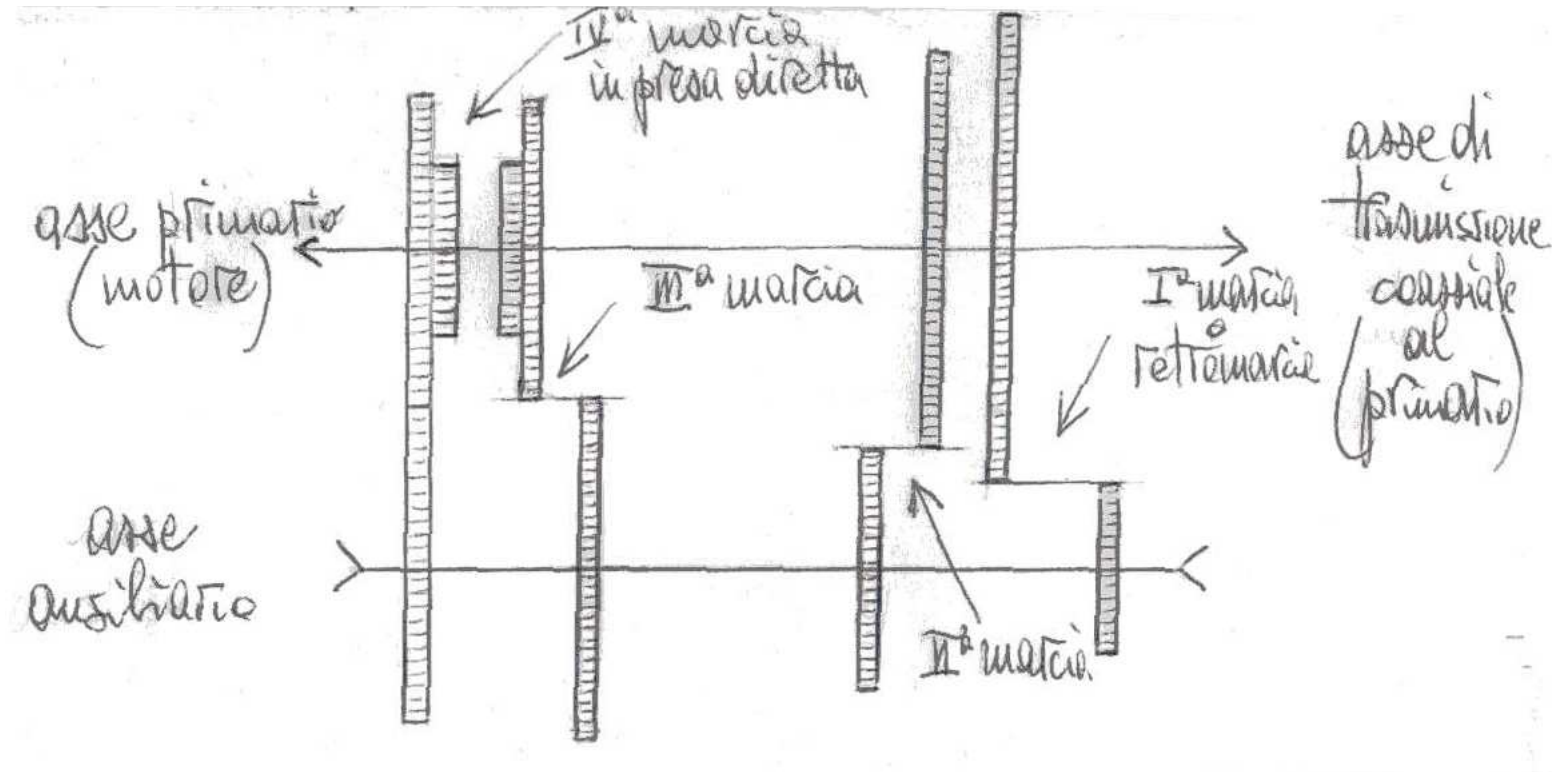 IVª marcia
in presa diretta
asse primario
(motore)
IIIª marcia
Iª marcia
o
retromarcia
asse di
trasmissione
coassiale
al
primario
(        )
asse
ausiliario
IIª marcia